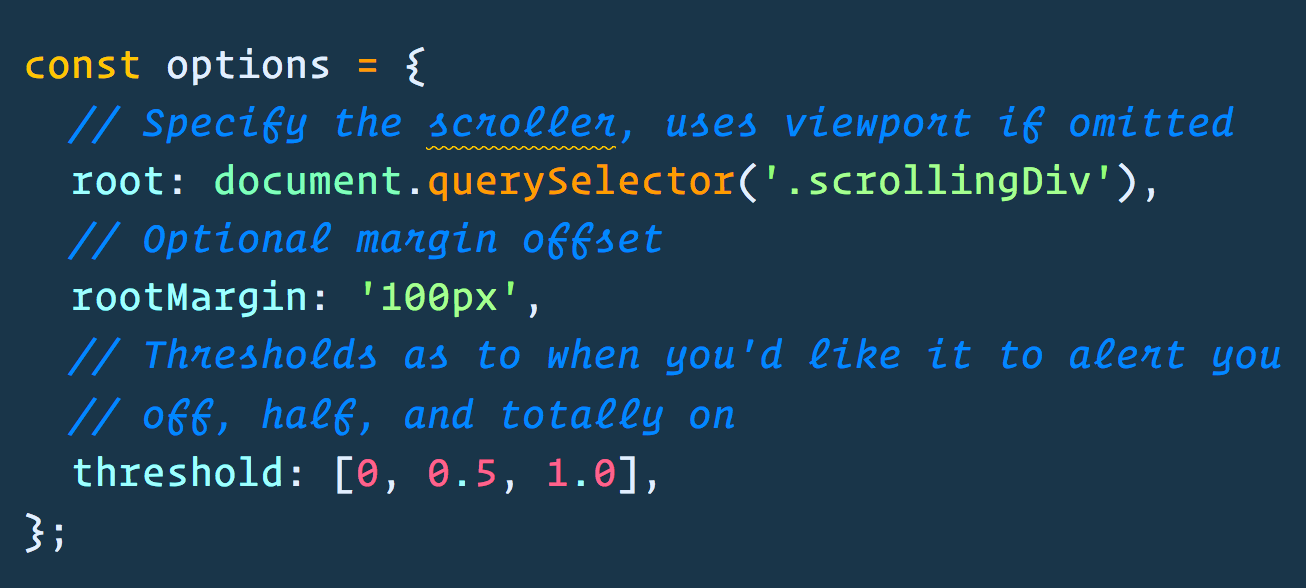 const options = {
// Specify the scroller, uses viewport if omitted
root: document.querySelector('.scrollingDiv'),
// Optional margin offset
rootMargin: '100px',
// Thresholds as to when you'd like it to alert you
// off, half, and totally on
threshold: [0, 0.5, 1.0],
};